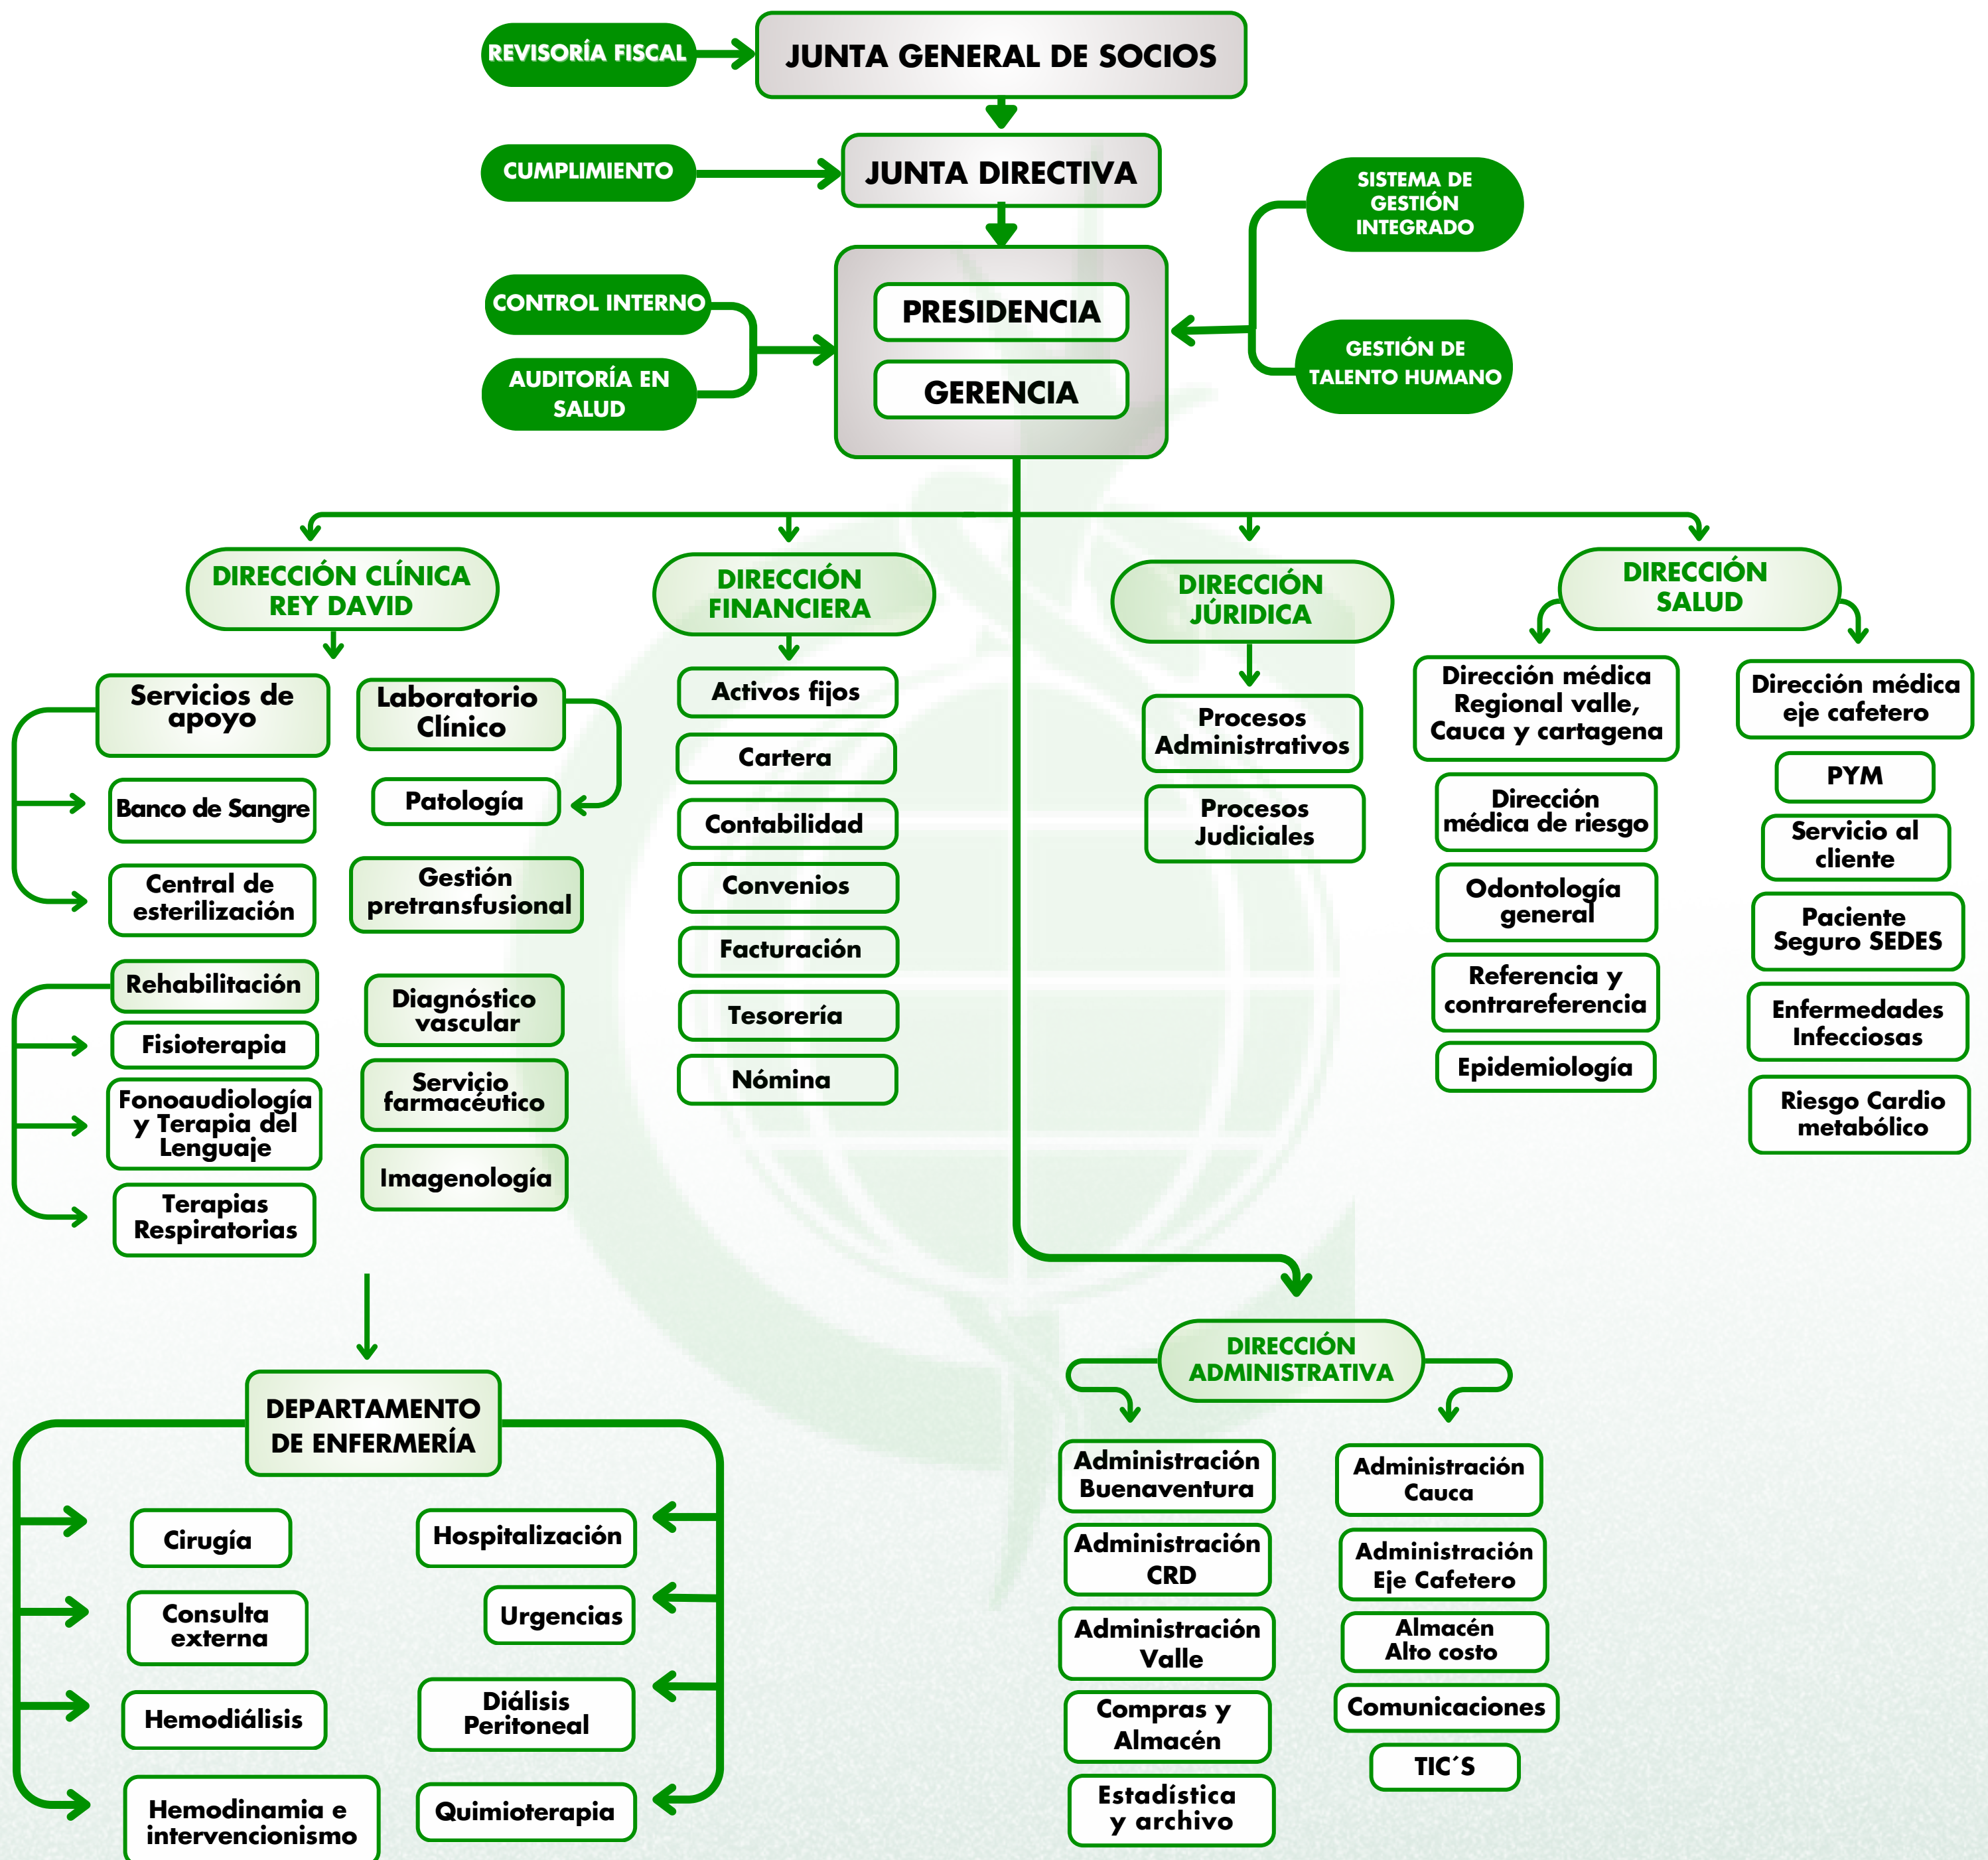 REVISORÍA FISCAL
JUNTA GENERAL DE SOCIOS
CUMPLIMIENTO
JUNTA DIRECTIVA
SISTEMA DE
GESTIÓN
INTEGRADO
CONTROL INTERNO
PRESIDENCIA
GESTIÓN DE
TALENTO HUMANO
AUDITORÍA EN
SALUD
GERENCIA
DIRECCIÓN CLÍNICA
REY DAVID
Servicios de
apoyo
Banco de Sangre
Central de
esterilización
Rehabilitación
Fisioterapia
Fonoaudiología
y Terapia del
Lenguaje
Terapias
Respiratorias
Laboratorio
Clínico
Patología
Gestión
pretransfusional
Diagnóstico
vascular
Servicio
farmacéutico
Imagenología
DEPARTAMENTO
DE ENFERMERÍA
Cirugía
Consulta
externa
Hemodiálisis
Hemodinamia e
intervencionismo
Hospitalización
Urgencias
Diálisis
Peritoneal
Quimioterapia
DIRECCIÓN
FINANCIERA
Activos fijos
Cartera
Contabilidad
Convenios
Facturación
Tesorería
Nómina
DIRECCIÓN
JÚRIDICA
Procesos
Administrativos
Procesos
Judiciales
DIRECCIÓN
SALUD
Dirección médica
Regional valle,
Cauca y cartagena
Dirección
médica de riesgo
Odontología
general
Referencia y
contrareferencia
Epidemiología
Dirección médica
eje cafetero
PYM
Servicio al
cliente
Paciente
Seguro SEDES
Enfermedades
Infecciosas
Riesgo Cardio
metabólico
DIRECCIÓN
ADMINISTRATIVA
Administración
Buenaventura
Administración
CRD
Administración
Valle
Compras y
Almacén
Estadística
y archivo
Administración
Cauca
Administración
Eje Cafetero
Almacén
Alto costo
Comunicaciones
TIC´S